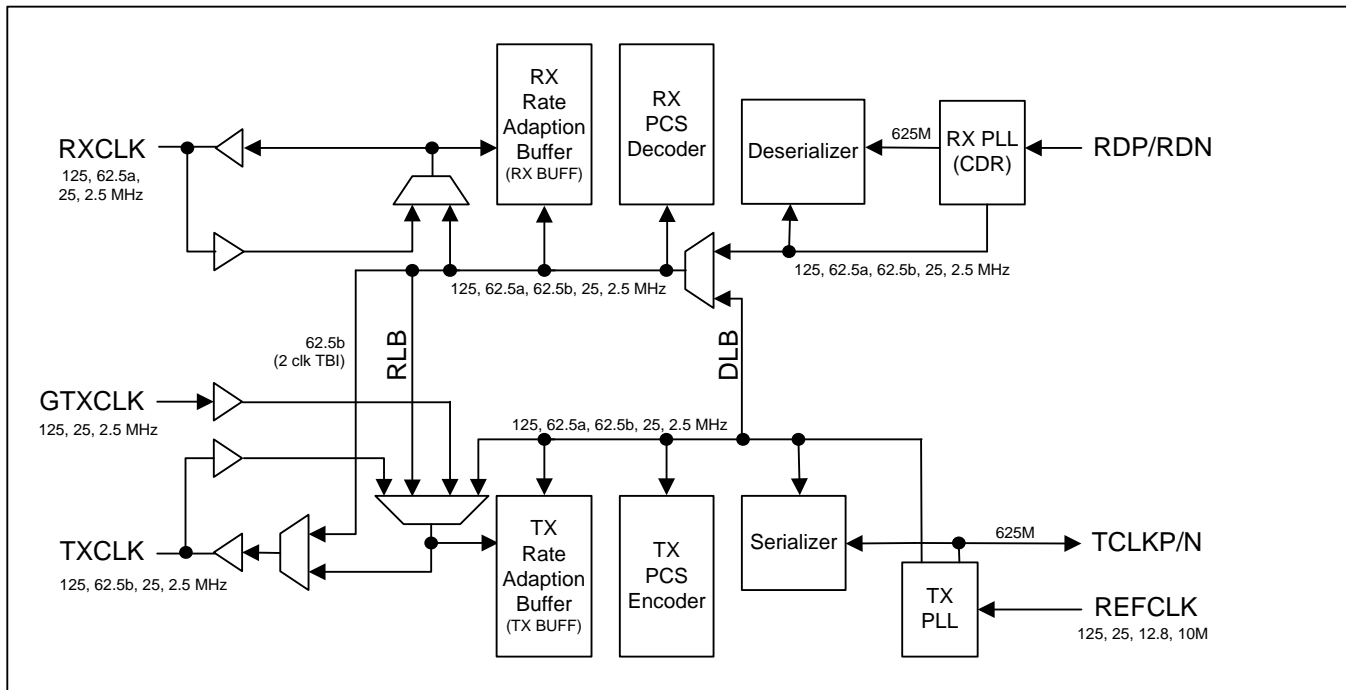 RX
Rate
Adaption
Buffer
(RX BUFF)
RX
PCS
Decoder
Deserializer
625M
RX PLL
(CDR)
RDP/RDN
RXCLK
125, 62.5a,
25, 2.5 MHz
125, 62.5a, 62.5b, 25, 2.5 MHz
125, 62.5a, 62.5b, 25, 2.5 MHz
62.5b
(2 clk TBI)
RLB
DLB
GTXCLK
125, 25, 2.5 MHz
125, 62.5a, 62.5b, 25, 2.5 MHz
TXCLK
125, 62.5b, 25, 2.5 MHz
TX
Rate
Adaption
Buffer
(TX BUFF)
TX
PCS
Encoder
Serializer
625M
TCLKP/N
TX
PLL
REFCLK
125, 25, 12.8, 10M